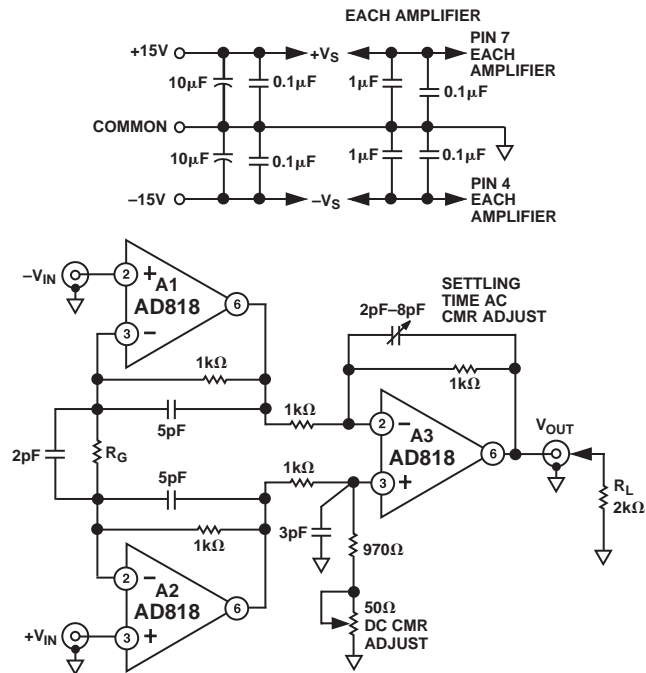 EACH AMPLIFIER
+15V
+VS
PIN 7
EACH
AMPLIFIER
10µF
0.1µF
1µF
0.1µF
COMMON
10µF
0.1µF
1µF
0.1µF
–15V
–VS
PIN 4
EACH
AMPLIFIER
–VIN
2
+
A1
AD818
6
3
–
1kΩ
5pF
2pF
RG
5pF
1kΩ
2
–
A2
AD818
6
+VIN
3
+
SETTLING
TIME AC
CMR ADJUST
2pF–8pF
1kΩ
1kΩ
2
–
A3
AD818
6
VOUT
1kΩ
3
+
3pF
970Ω
50Ω
DC CMR
ADJUST
RL
2kΩ